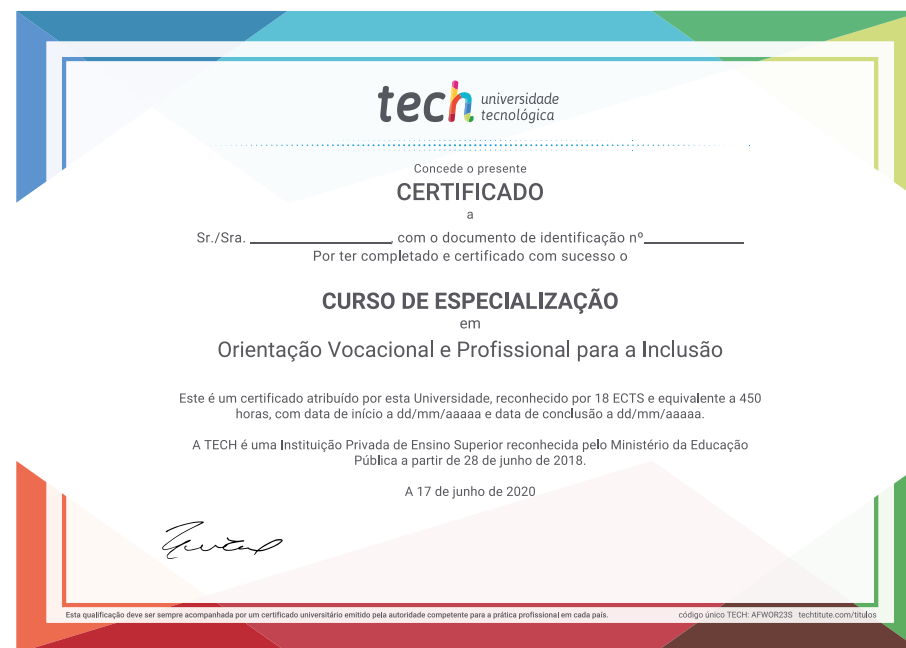 tech universidade
tecnológica
Concede o presente
CERTIFICADO
a
Sr./Sra. ____________________, com o documento de identificação nº______________
Por ter completado e certificado com sucesso o
CURSO DE ESPECIALIZAÇÃO
em
Orientação Vocacional e Profissional para a Inclusão
Este é um certificado atribuído por esta Universidade, reconhecido por 18 ECTS e equivalente a 450
horas, com data de início a dd/mm/aaaaa e data de conclusão a dd/mm/aaaaa.
A TECH é uma Instituição Privada de Ensino Superior reconhecida pelo Ministério da Educação
Pública a partir de 28 de junho de 2018.
A 17 de junho de 2020
Esta qualificação deve ser sempre acompanhada por um certificado universitário emitido pela autoridade competente para a prática profissional em cada país.
código único TECH: AFWOR23S techtitute.com/titulos